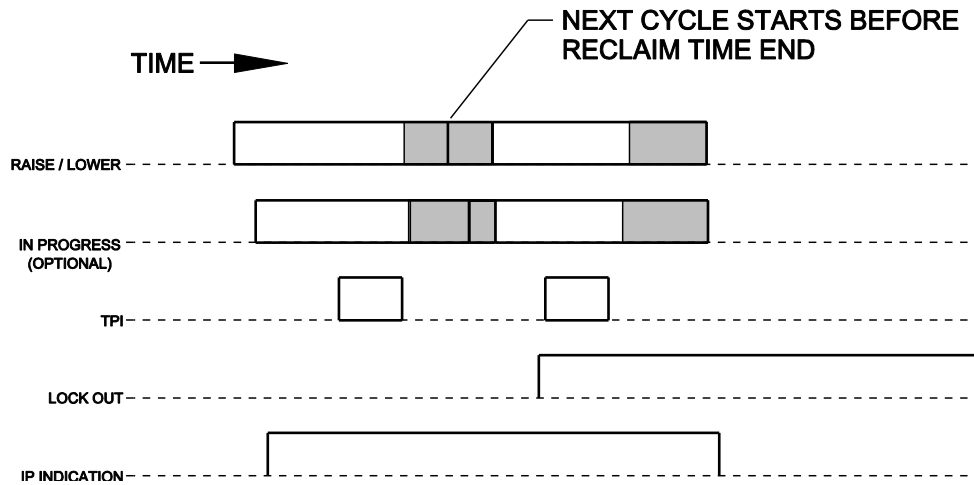 NEXT CYCLE STARTS BEFORE
RECLAIM TIME END
TIME
RAISE / LOWER
IN PROGRESS
(OPTIONAL)
TPI
LOCK OUT
IP INDICATION